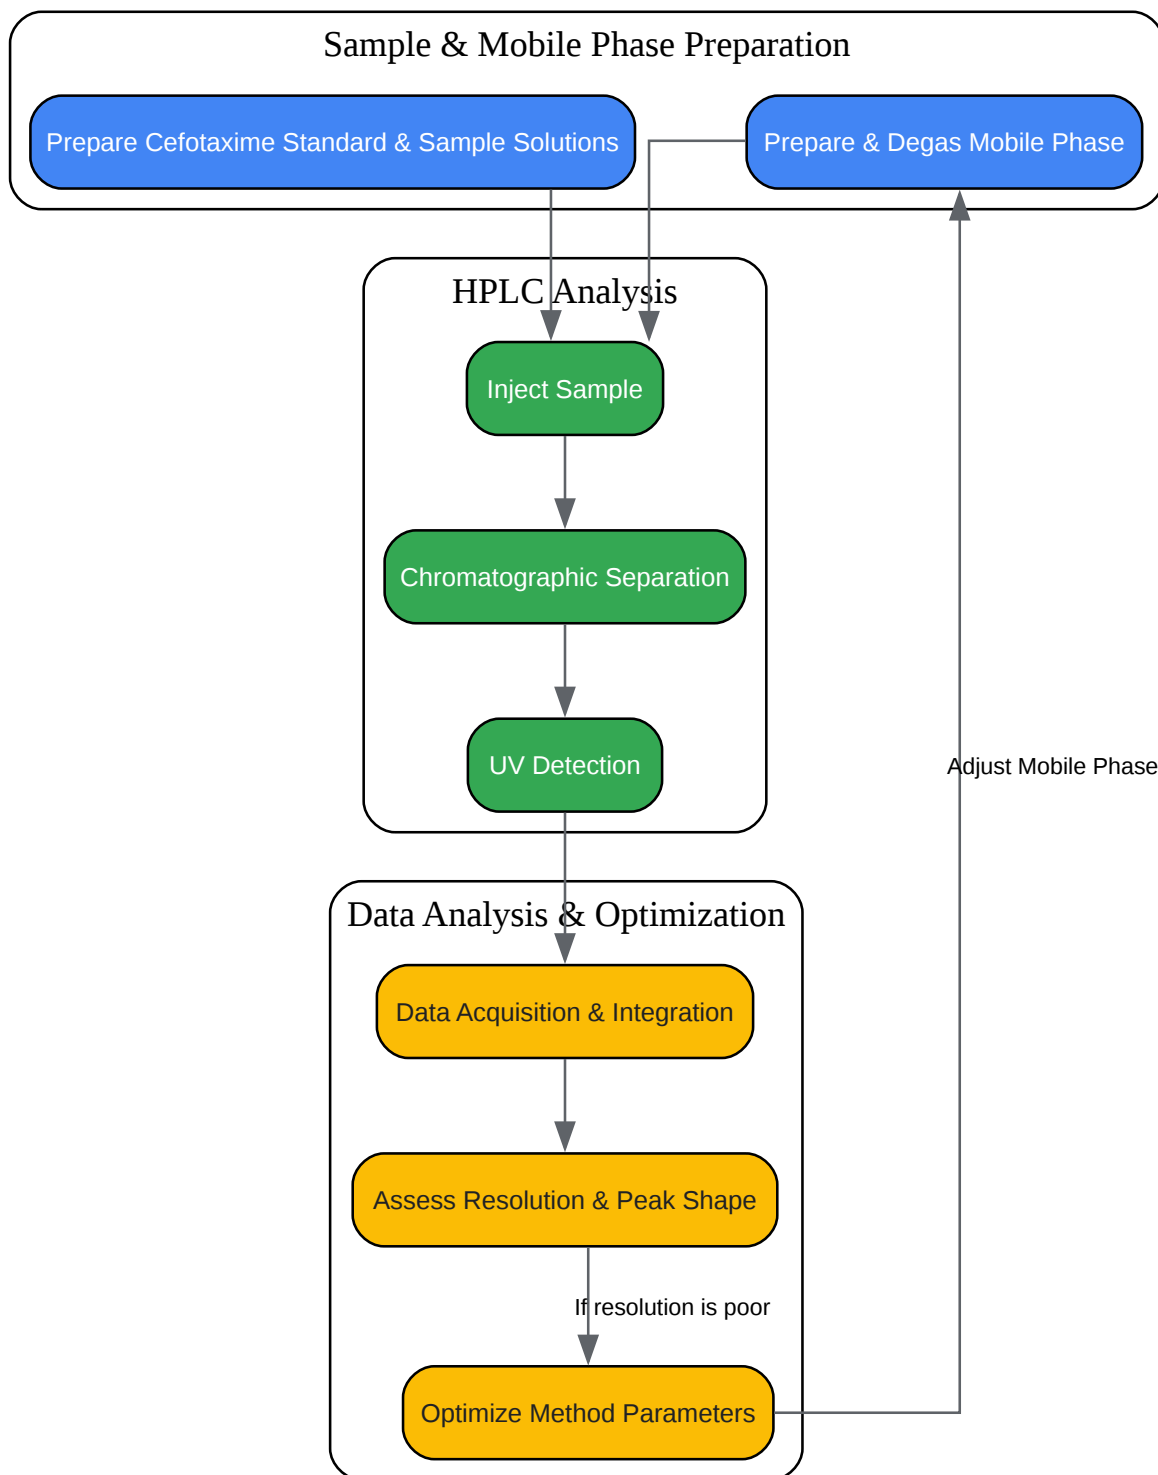 Sample & Mobile Phase Preparation
Prepare Cefotaxime Standard & Sample Solutions
Prepare & Degas Mobile Phase
HPLC Analysis
Inject Sample
Chromatographic Separation
UV Detection
Adjust Mobile Phase
Data Analysis & Optimization
Data Acquisition & Integration
Assess Resolution & Peak Shape
If resolution is poor
Optimize Method Parameters